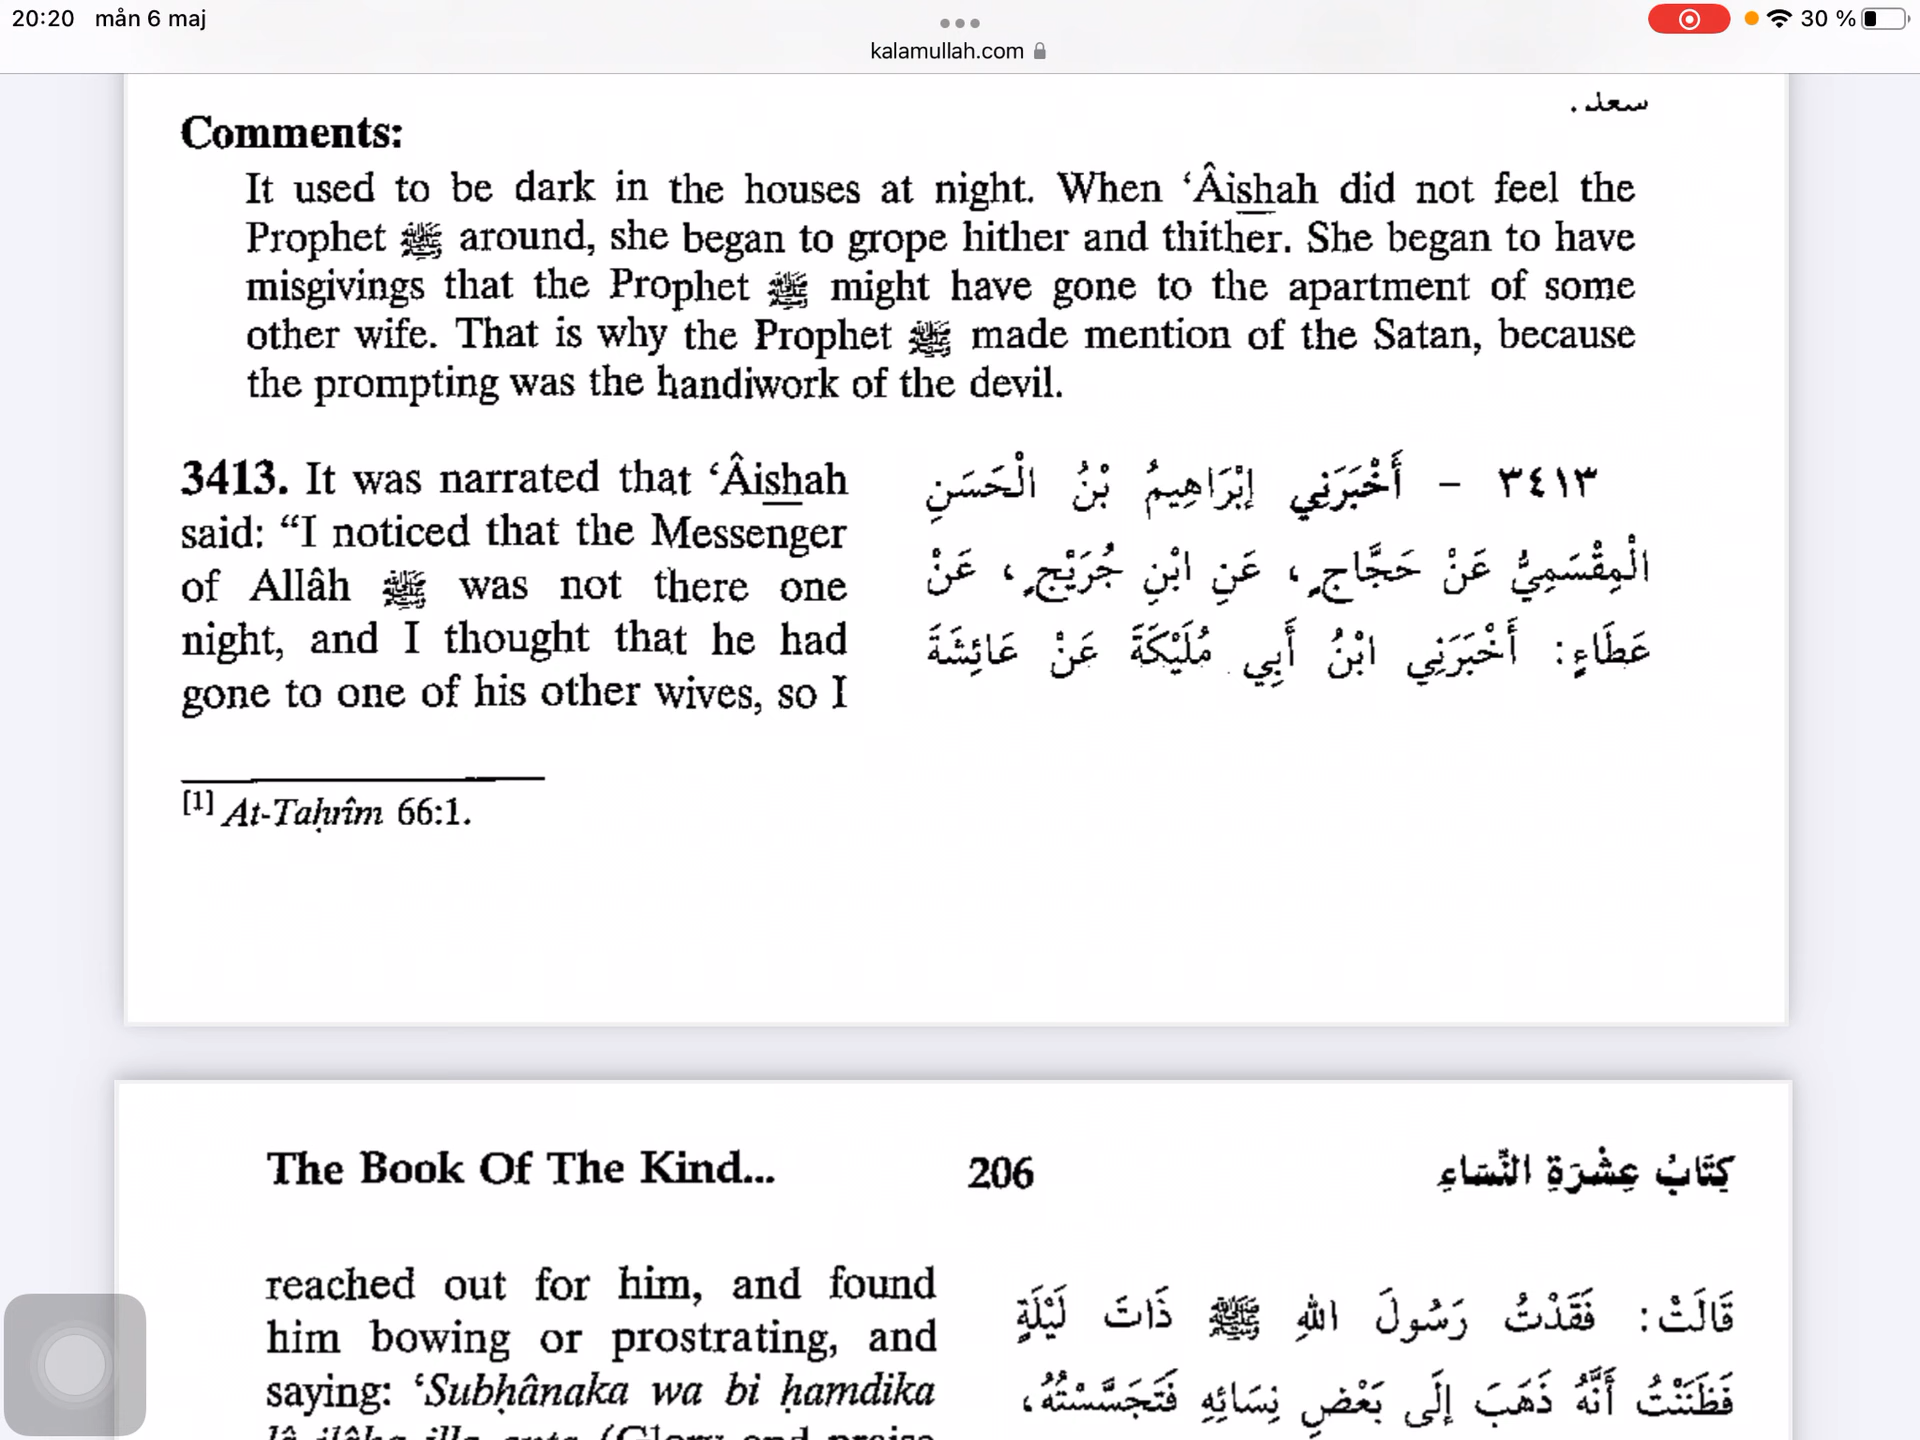 20:20 mån 6 maj
30 %
kalamullah.com
سعد.
Comments:
It used to be dark in the houses at night. When ‘Âishah did not feel the
Prophet ﷺ around, she began to grope hither and thither. She began to have
misgivings that the Prophet ﷺ might have gone to the apartment of some
other wife. That is why the Prophet ﷺ made mention of the Satan, because
the prompting was the handiwork of the devil.
3413. It was narrated that ‘Âishah
said: “I noticed that the Messenger
of Allâh ﷺ was not there one
night, and I thought that he had
gone to one of his other wives, so I
٣٤١٣ – أَخْبَرَنِي إِبْرَاهِيمُ بْنُ الْحَسَنِ
الْمِقْسَمِيُّ عَنْ حَجَّاجٍ، عَنِ ابْنِ جُرَيْجٍ، عَنْ
عَطَاءٍ: أَخْبَرَنِي ابْنُ أَبِي مُلَيْكَةَ عَنْ عَائِشَةَ
[1] At-Taḥrîm 66:1.
The Book Of The Kind... 206 كِتَابُ عِشْرَةِ النِّسَاءِ
reached out for him, and found
him bowing or prostrating, and
saying: ‘Subḥânaka wa bi ḥamdika
lâ ilâha illa anta (Glory and praise
قَالَتْ: فَقَدْتُ رَسُولَ اللهِ ﷺ ذَاتَ لَيْلَةٍ
فَظَنَنْتُ أَنَّهُ ذَهَبَ إِلَى بَعْضِ نِسَائِهِ فَتَجَسَّسْتُهُ،